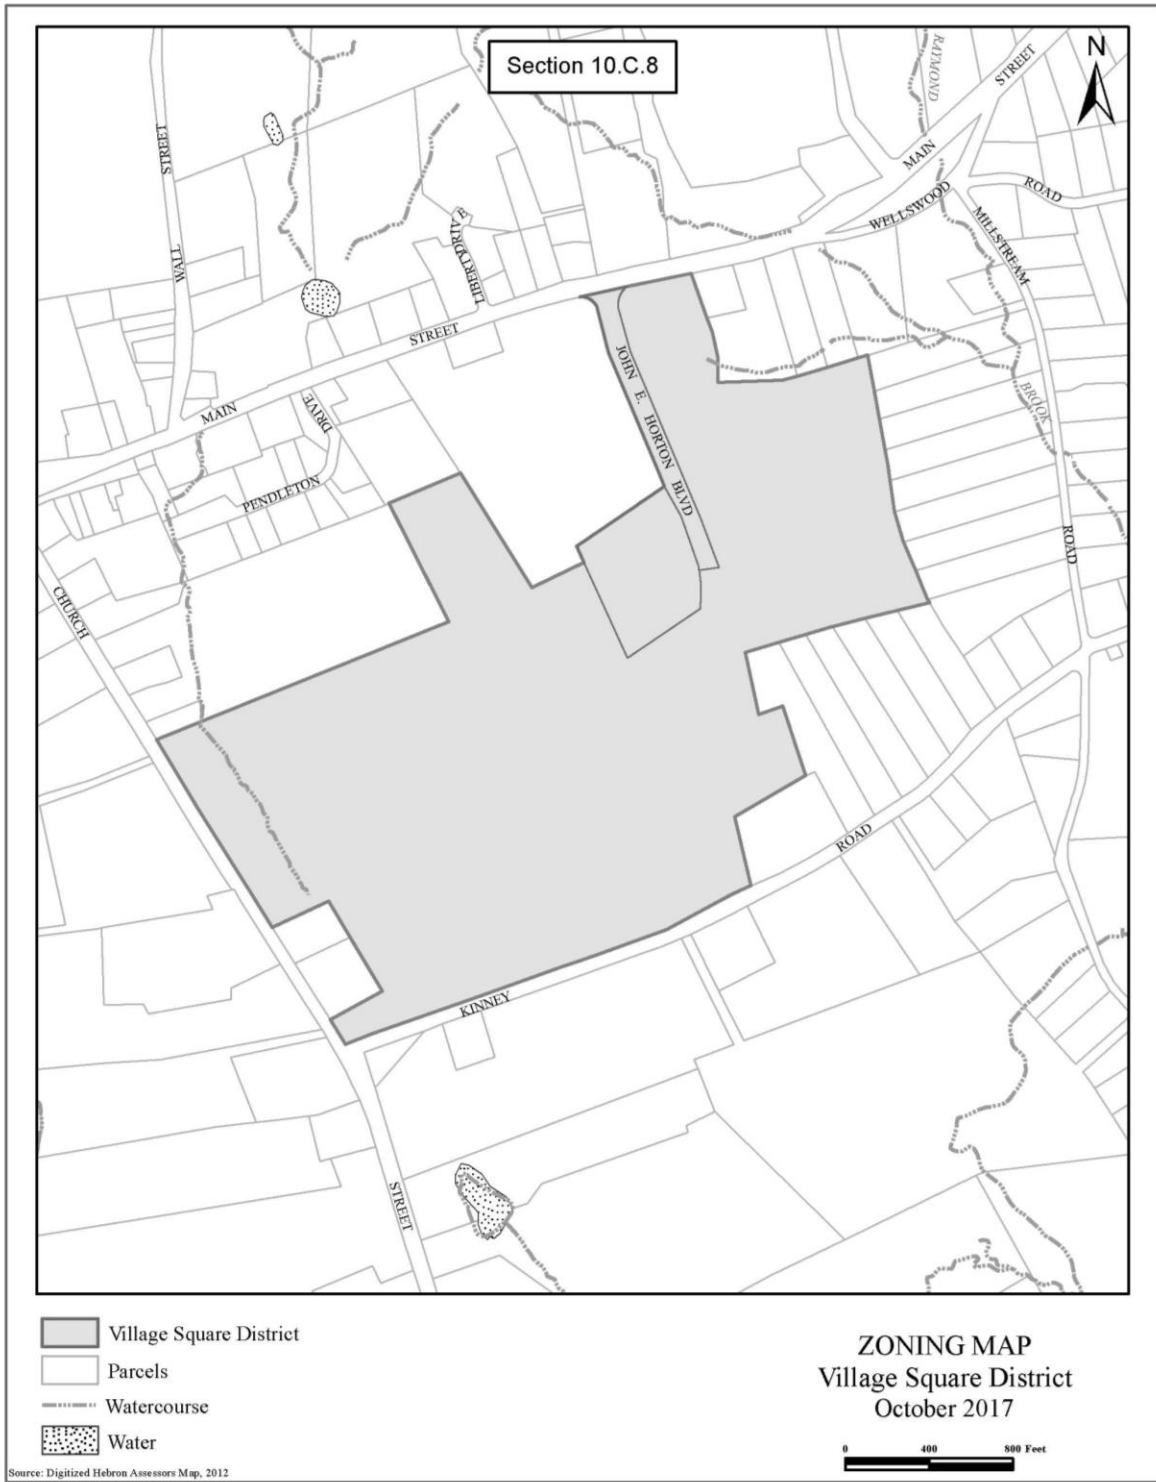 Section 10.C.8
N
RAYMOND
STREET
MAIN
STREET
WALL
LIBERTY DRIVE
WELLSWOOD
ROAD
MILLSTREAM
STREET
MAIN
DRIVE
PENDLETON
JOHN E. HORTON BLVD
BROOK
ROAD
CHURCH
ROAD
KINNEY
STREET
Village Square District
Parcels
Watercourse
Water
ZONING MAP
Village Square District
October 2017
0 400 800 Feet
Source: Digitized Hebron Assessors Map, 2012